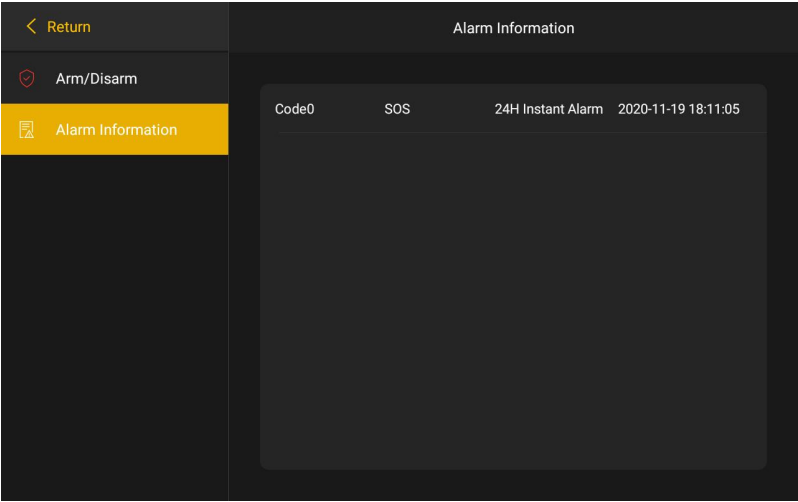 Return
Alarm Information
Arm/Disarm
Alarm Information
Code0 SOS 24H Instant Alarm 2020-11-19 18:11:05